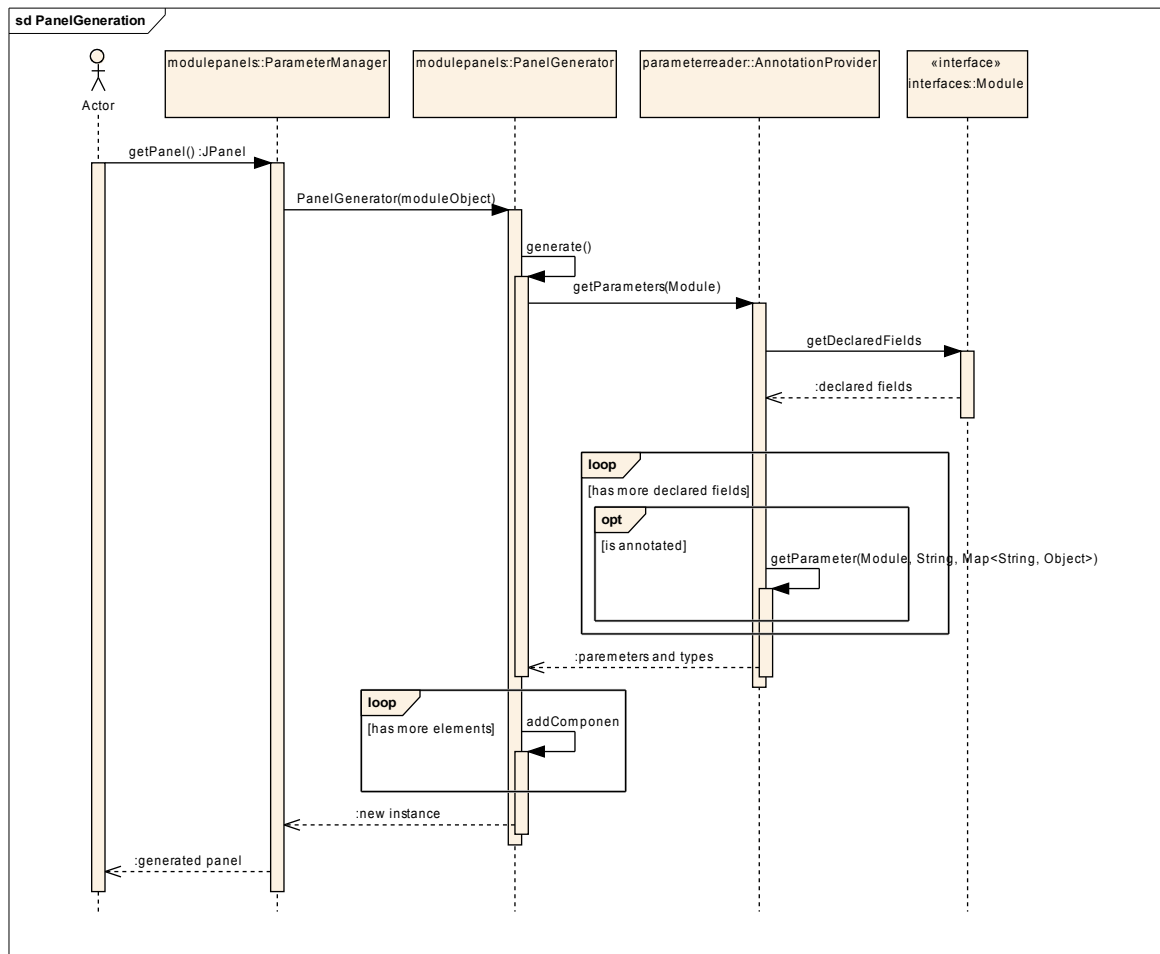 sd PanelGeneration
Actor
modulepanels::ParameterManager
modulepanels::PanelGenerator
parameterreader::AnnotationProvider
«interface»
interfaces::Module
getPanel() :JPanel
PanelGenerator(moduleObject)
generate()
getParameters(Module)
getDeclaredFields
:declared fields
loop
[has more declared fields]
opt
[is annotated]
getParameter(Module, String, Map<String, Object>)
:paremeters and types
loop
[has more elements]
addComponen
:new instance
:generated panel